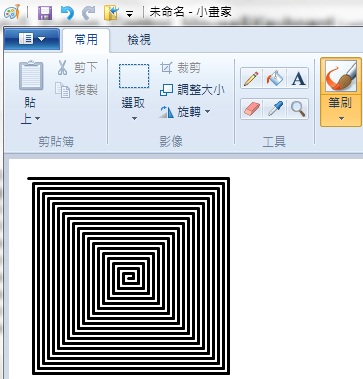 未命名 - 小畫家
常用 檢視
貼上
剪下
複製
剪貼簿
選取
裁剪
調整大小
旋轉
影像
A
工具
筆刷